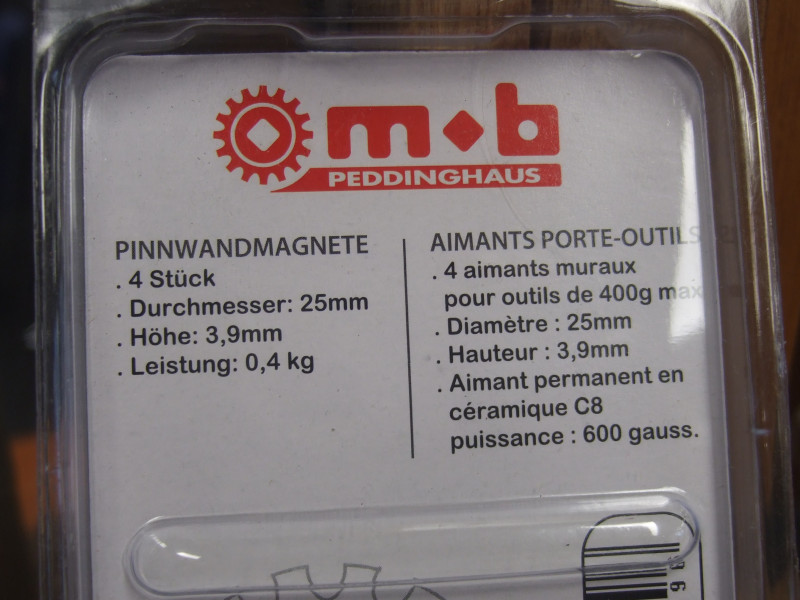 m♦b
PEDDINGHAUS
PINNWANDMAGNETE
. 4 Stück
. Durchmesser: 25mm
. Höhe: 3,9mm
. Leistung: 0,4 kg
AIMANTS PORTE-OUTILS
. 4 aimants muraux
pour outils de 400g max
. Diamètre : 25mm
. Hauteur : 3,9mm
. Aimant permanent en
céramique C8
puissance : 600 gauss.